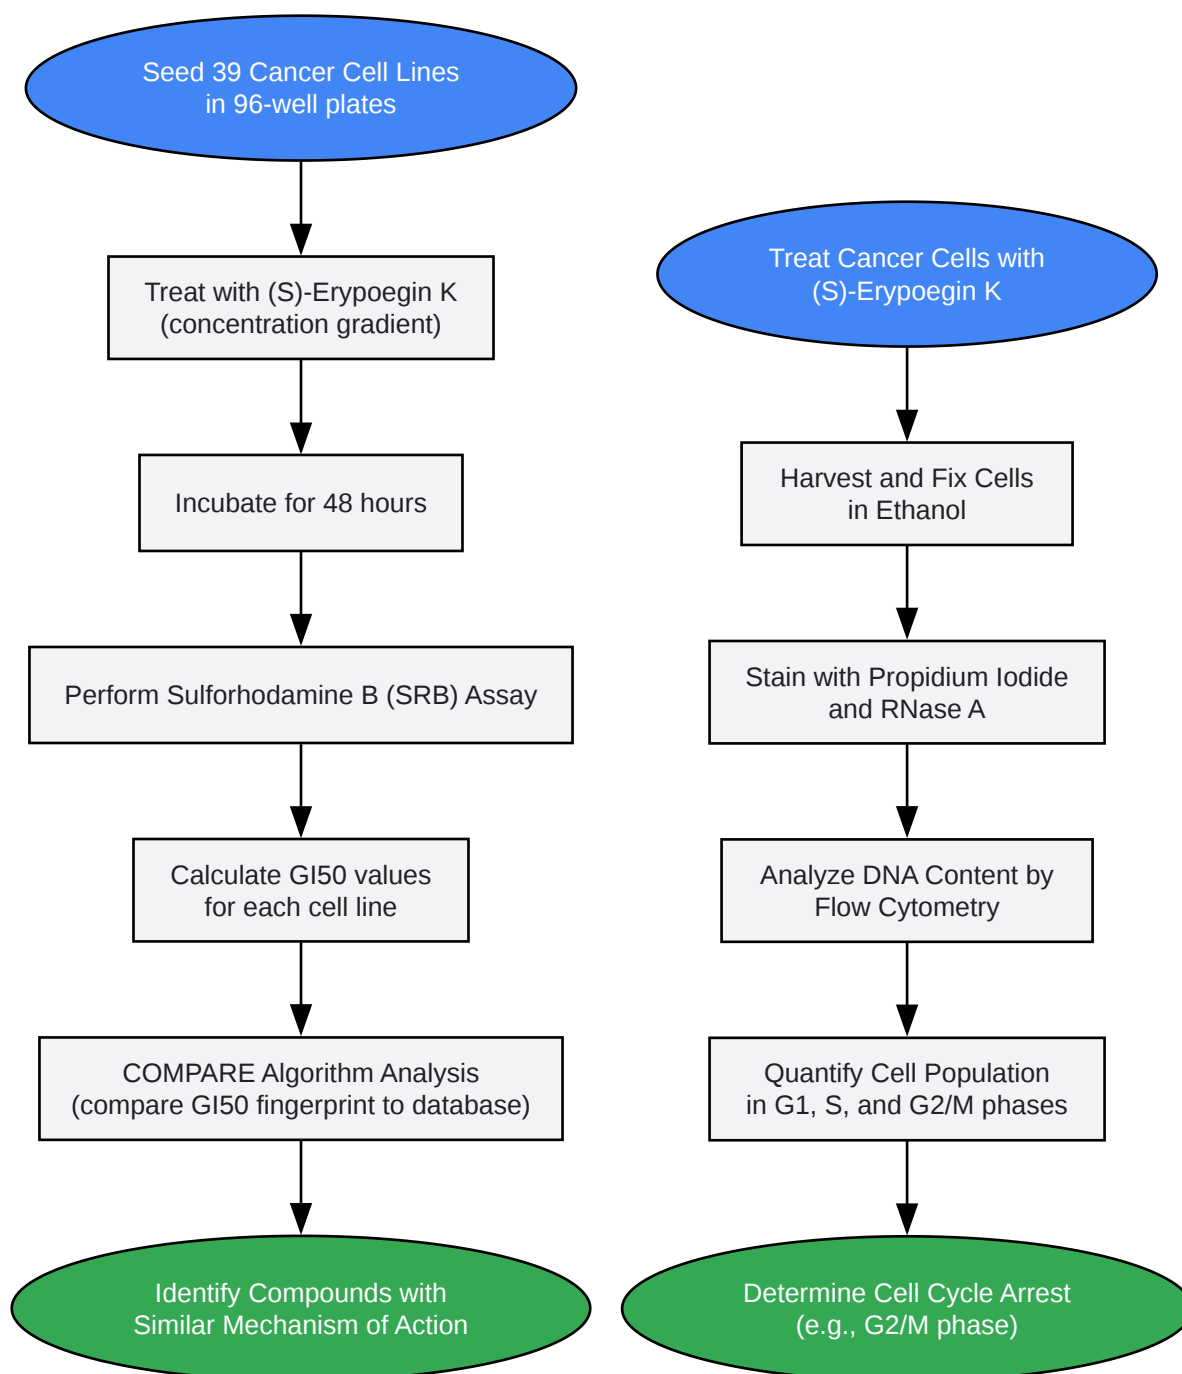 Seed 39 Cancer Cell Lines
in 96-well plates
Treat with (S)-Erypoegin K
(concentration gradient)
Incubate for 48 hours
Perform Sulforhodamine B (SRB) Assay
Calculate GI50 values
for each cell line
COMPARE Algorithm Analysis
(compare GI50 fingerprint to database)
Identify Compounds with
Similar Mechanism of Action
Treat Cancer Cells with
(S)-Erypoegin K
Harvest and Fix Cells
in Ethanol
Stain with Propidium Iodide
and RNase A
Analyze DNA Content by
Flow Cytometry
Quantify Cell Population
in G1, S, and G2/M phases
Determine Cell Cycle Arrest
(e.g., G2/M phase)